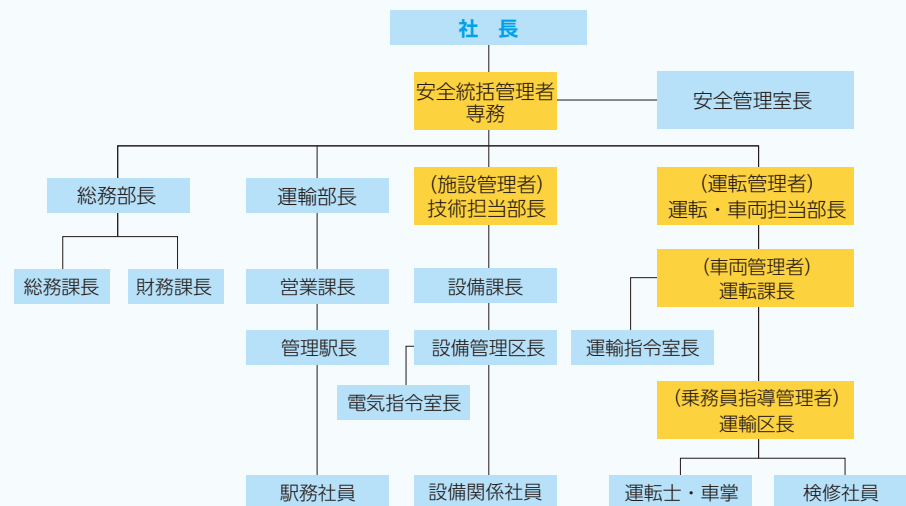 社　長
安全統括管理者
専務
安全管理室長
総務部長
運輸部長
(施設管理者)
技術担当部長
(運転管理者)
運転・車両担当部長
総務課長
財務課長
営業課長
設備課長
(車両管理者)
運転課長
管理駅長
設備管理区長
運輸指令室長
電気指令室長
(乗務員指導管理者)
運輸区長
駅務社員
設備関係社員
運転士・車掌
検修社員